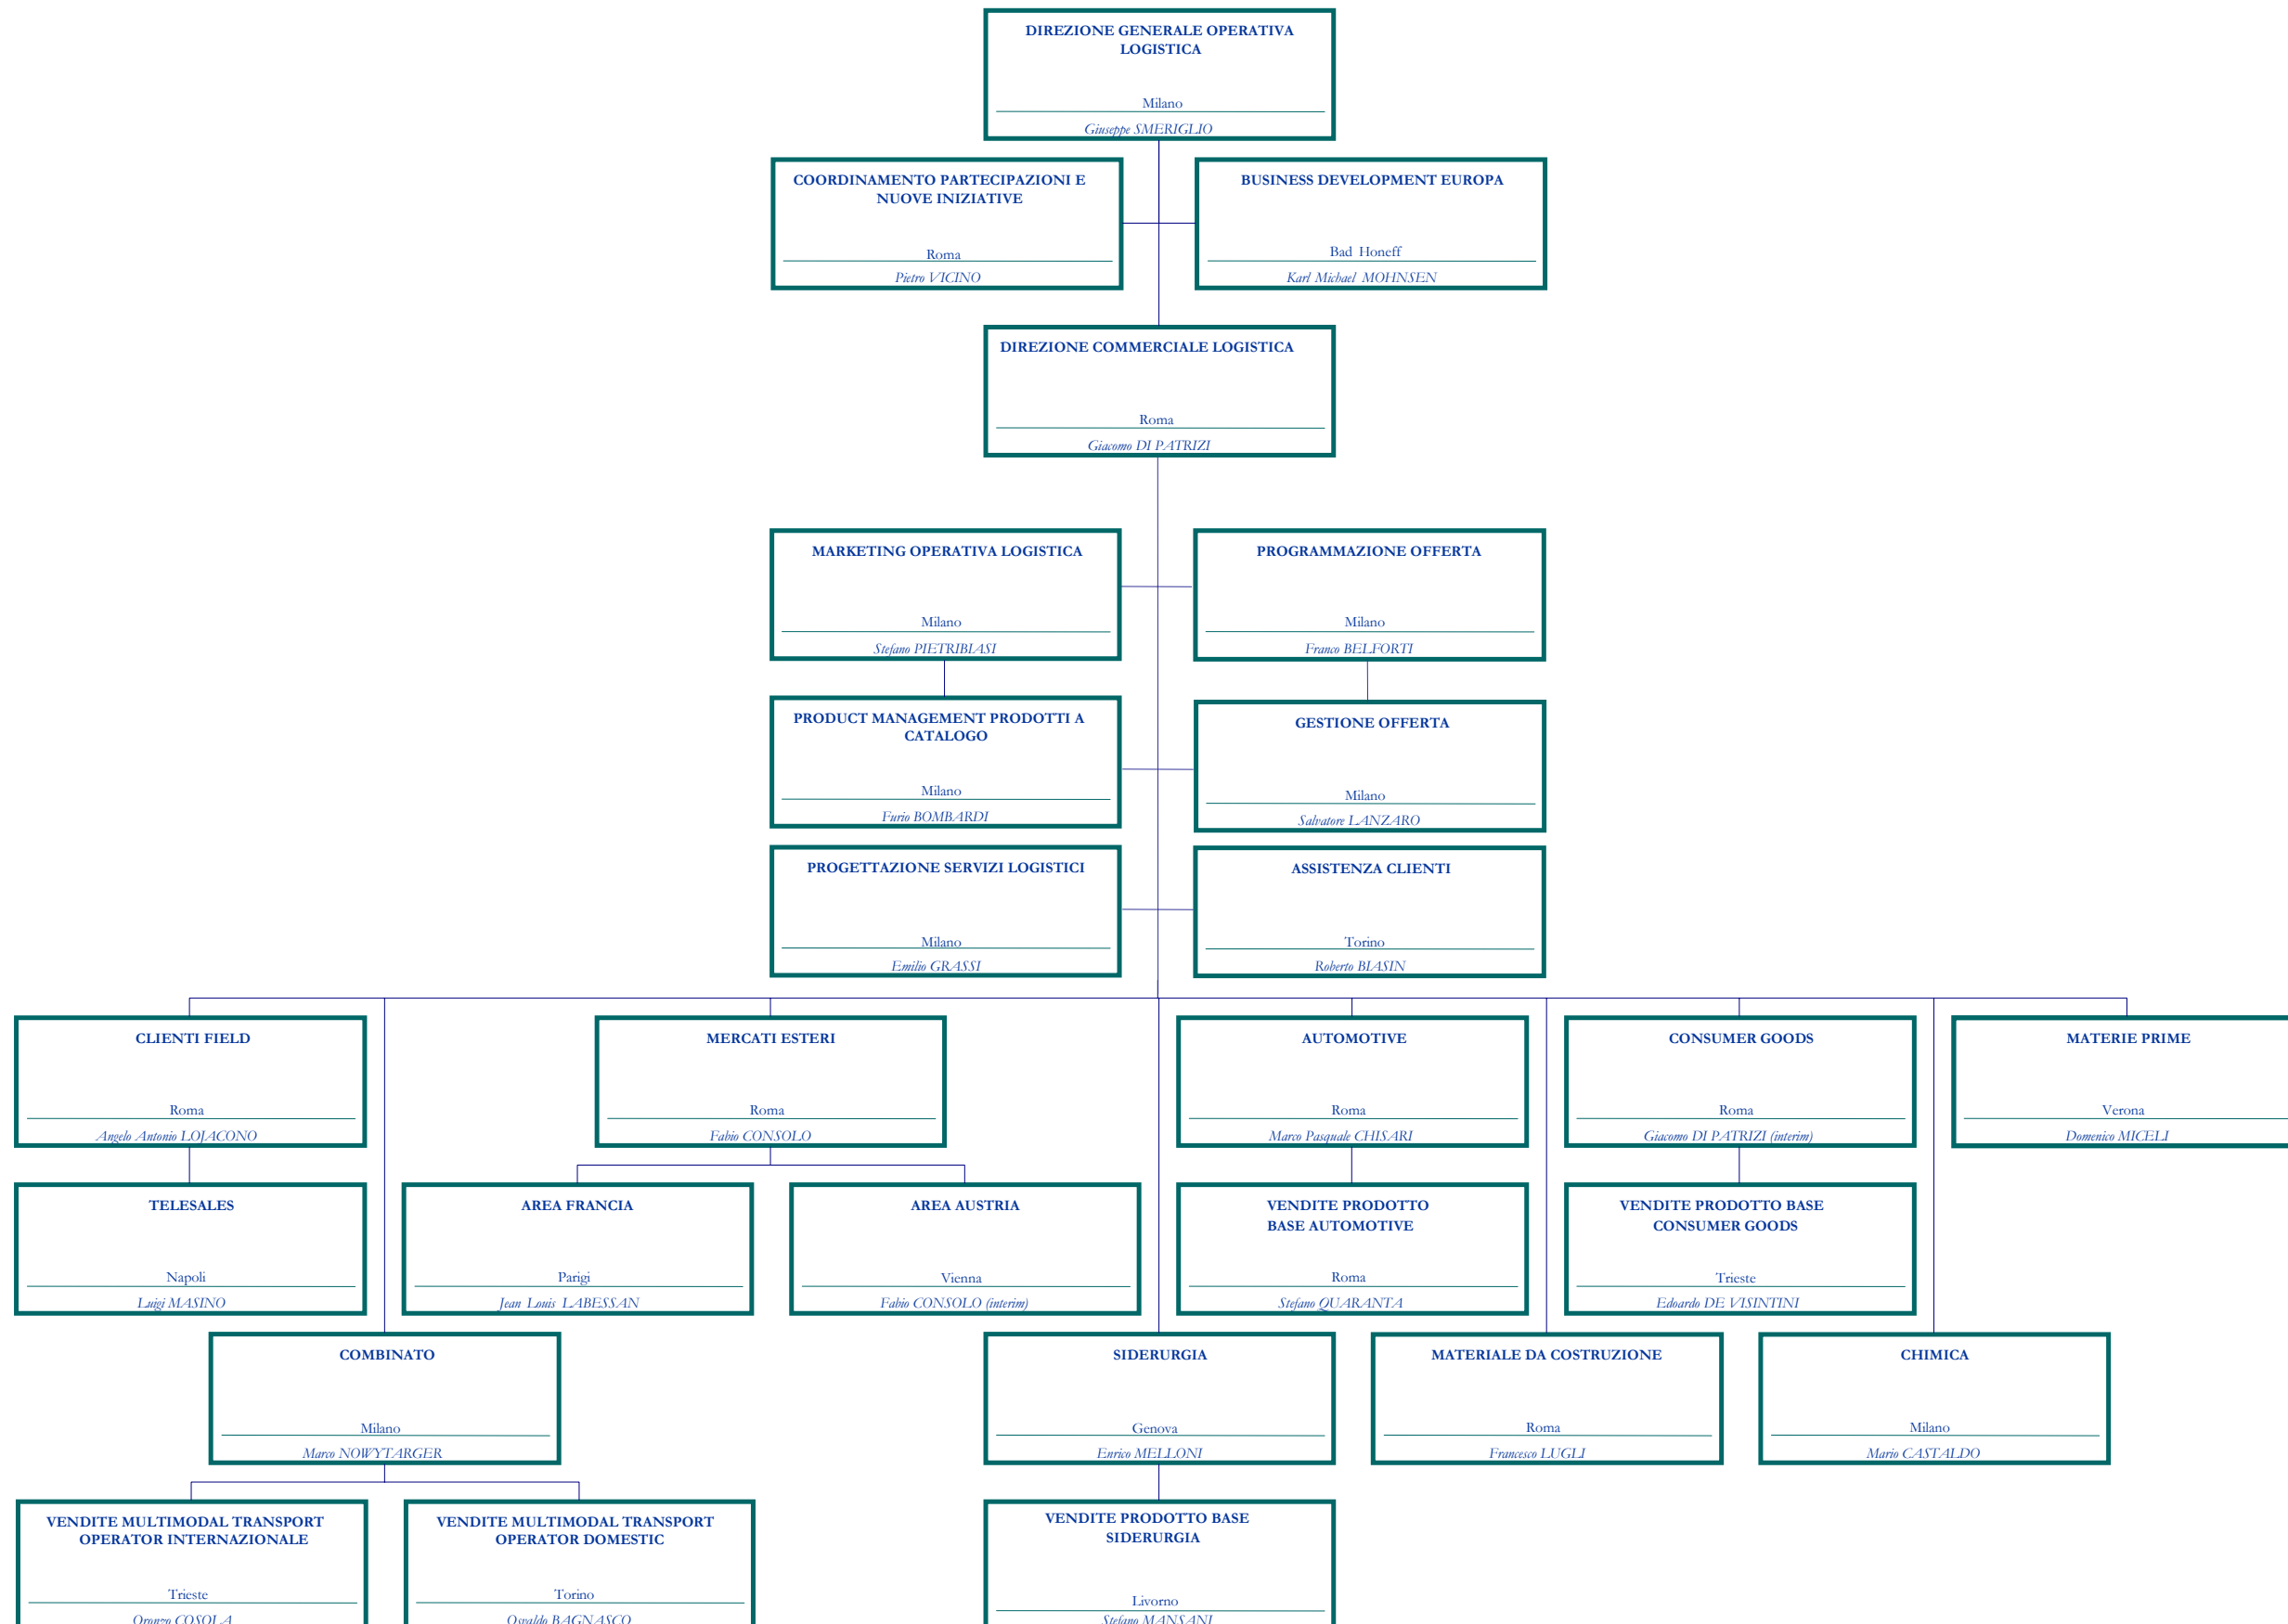 DIREZIONE GENERALE OPERATIVA
LOGISTICA
Milano
Giuseppe SMERIGLIO
COORDINAMENTO PARTECIPAZIONI E
NUOVE INIZIATIVE
Roma
Pietro VICINO
BUSINESS DEVELOPMENT EUROPA
Bad Honeff
Karl Michael MOHNSEN
DIREZIONE COMMERCIALE LOGISTICA
Roma
Giacomo DI PATRIZI
MARKETING OPERATIVA LOGISTICA
Milano
Stefano PIETRIBIASI
PROGRAMMAZIONE OFFERTA
Milano
Franco BELFORTI
PRODUCT MANAGEMENT PRODOTTI A
CATALOGO
Milano
Furio BOMBARDI
GESTIONE OFFERTA
Milano
Salvatore LANZARO
PROGETTAZIONE SERVIZI LOGISTICI
Milano
Emilio GRASSI
ASSISTENZA CLIENTI
Torino
Roberto BIASIN
CLIENTI FIELD
Roma
Angelo Antonio LOJACONO
MERCATI ESTERI
Roma
Fabio CONSOLO
AUTOMOTIVE
Roma
Marco Pasquale CHISARI
CONSUMER GOODS
Roma
Giacomo DI PATRIZI (interim)
MATERIE PRIME
Verona
Domenico MICELI
TELESALES
Napoli
Luigi MASINO
AREA FRANCIA
Parigi
Jean Louis LABESSAN
AREA AUSTRIA
Vienna
Fabio CONSOLO (interim)
VENDITE PRODOTTO
BASE AUTOMOTIVE
Roma
Stefano QUARANTA
VENDITE PRODOTTO BASE
CONSUMER GOODS
Trieste
Edoardo DE VISINTINI
COMBINATO
Milano
Marco NOWYTARGER
SIDERURGIA
Genova
Enrico MELLONI
MATERIALE DA COSTRUZIONE
Roma
Francesco LUGLI
CHIMICA
Milano
Mario CASTALDO
VENDITE MULTIMODAL TRANSPORT
OPERATOR INTERNAZIONALE
Trieste
Oronzo COSOLA
VENDITE MULTIMODAL TRANSPORT
OPERATOR DOMESTIC
Torino
Osvaldo BAGNASCO
VENDITE PRODOTTO BASE
SIDERURGIA
Livorno
Stefano MANSANI